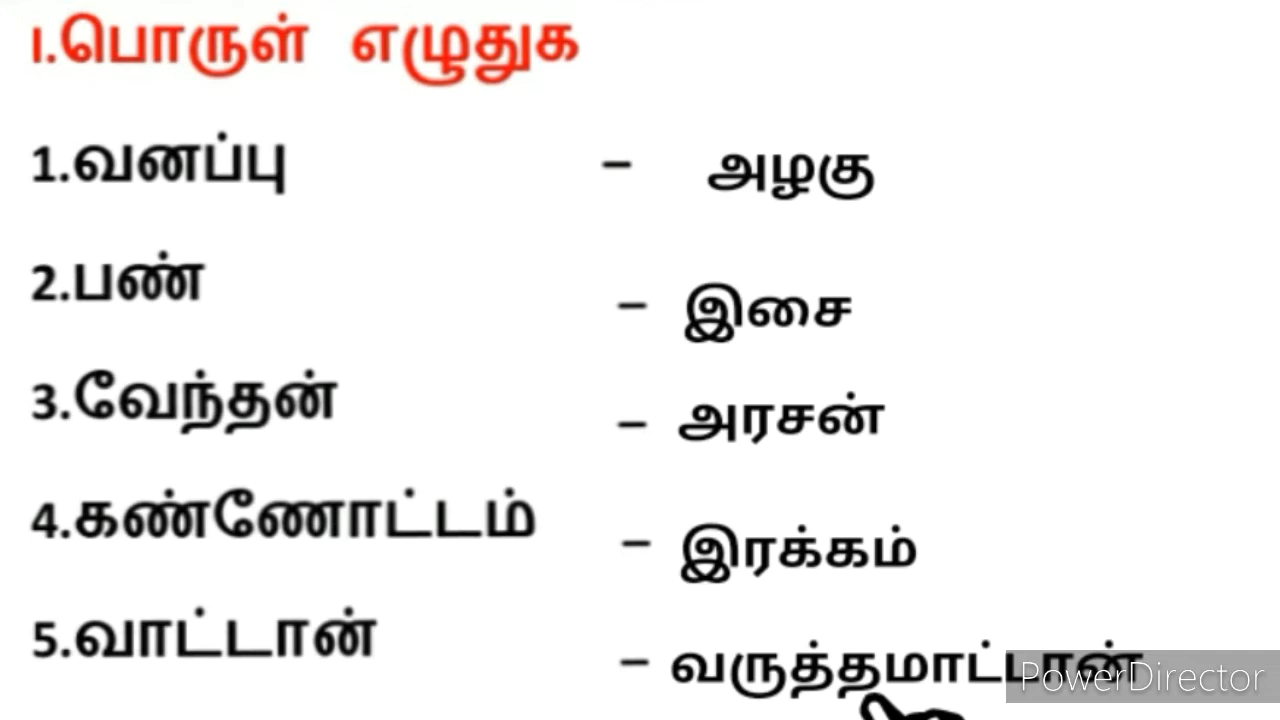 I.பொருள் எழுதுக
1.வனப்பு – அழகு
2.பண் – இசை
3.வேந்தன் – அரசன்
4.கண்ணோட்டம் – இரக்கம்
5.வாட்டான் – வருத்தமாட்டான்
PowerDirector